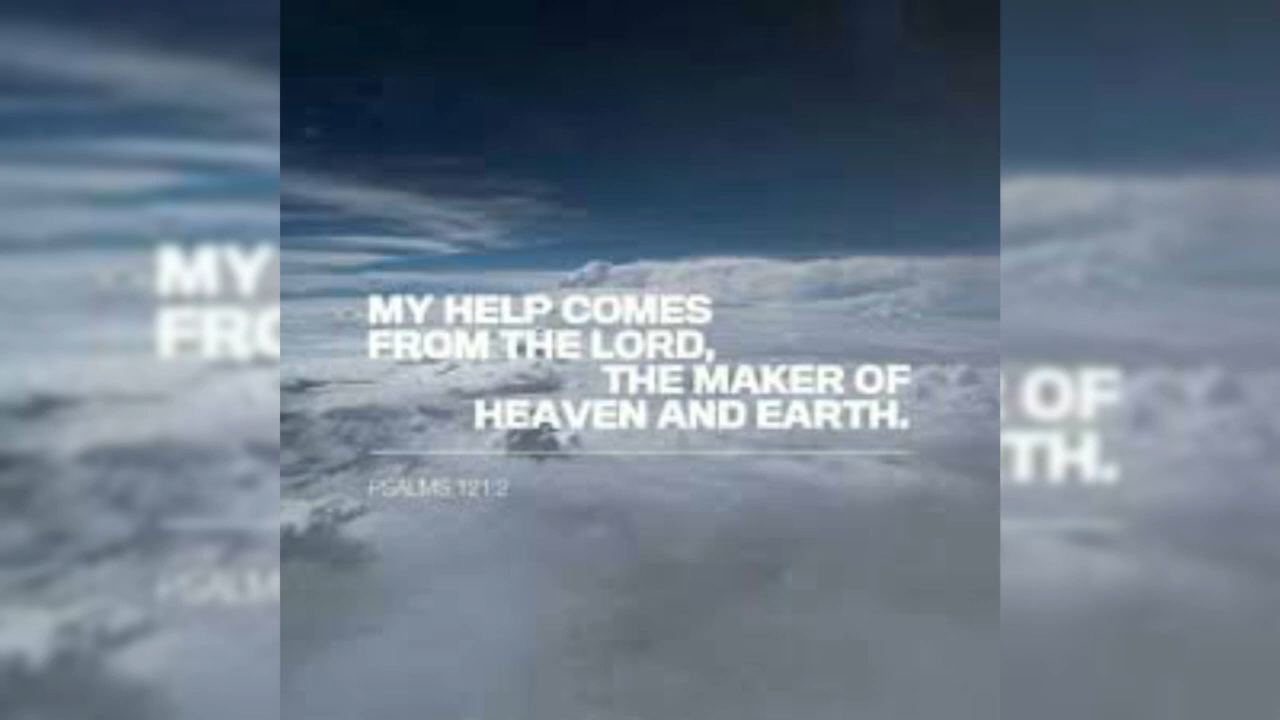 MY HELP COMES
FROM THE LORD,
THE MAKER OF
HEAVEN AND EARTH.
PSALMS 121:2